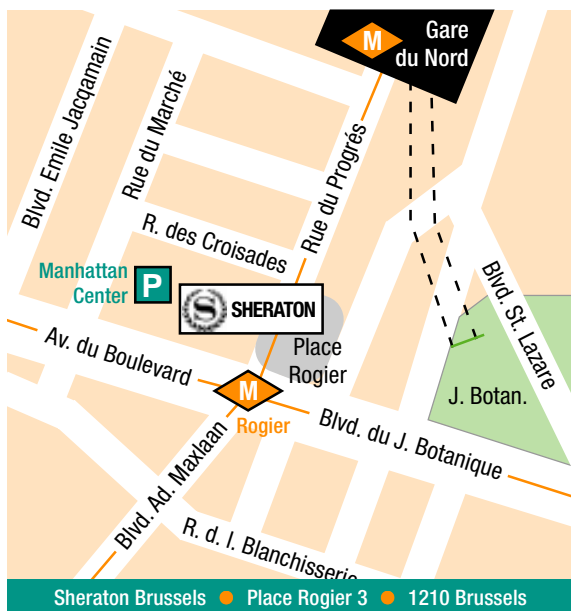 M
Gare
du Nord
Blvd. Emile Jacqamain
Rue du Marché
Rue du Progrés
R. des Croisades
Manhattan
Center
P
S
SHERATON
Place
Rogier
Blvd. St. Lazare
J. Botan.
Av. du Boulevard
M
Rogier
Blvd. du J. Botanique
Blvd. Ad. Maxlaan
R. d. l. Blanchisserie
Sheraton Brussels ● Place Rogier 3 ● 1210 Brussels